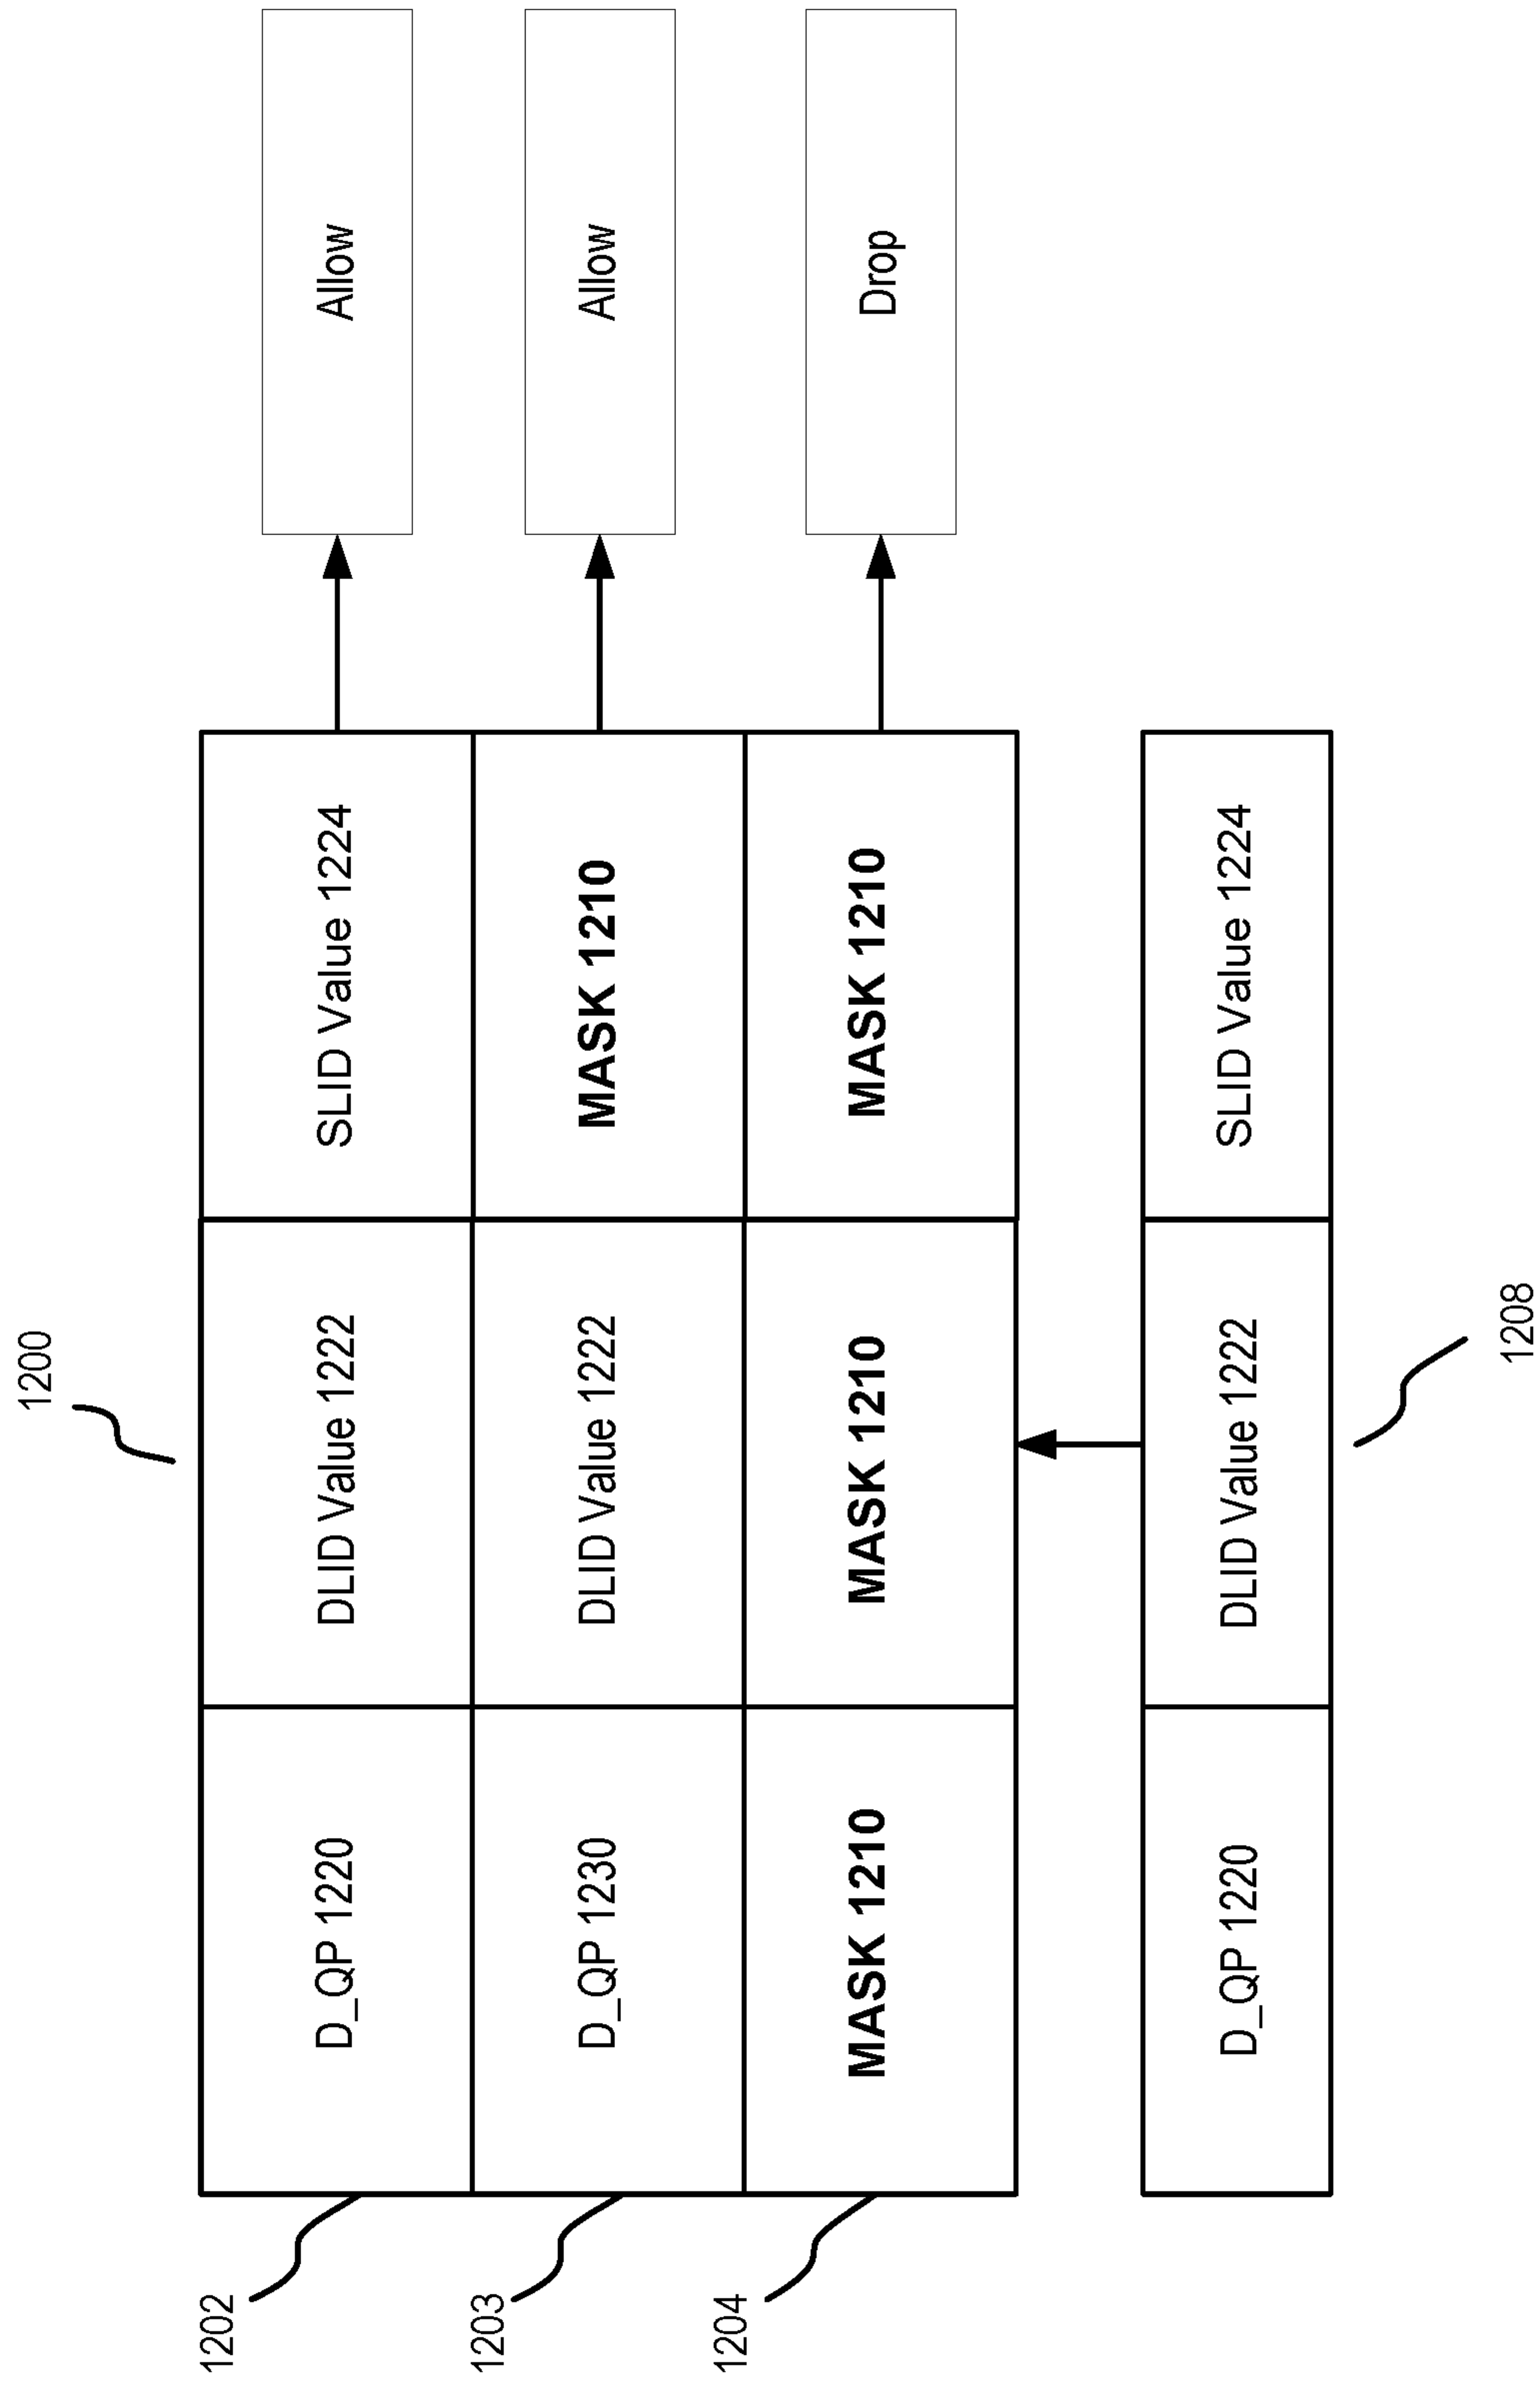 1200
1202
D_QP 1220
DLID Value 1222
SLID Value 1224
Allow
1203
D_QP 1230
DLID Value 1222
MASK 1210
Allow
1204
MASK 1210
MASK 1210
MASK 1210
Drop
D_QP 1220
DLID Value 1222
SLID Value 1224
1208